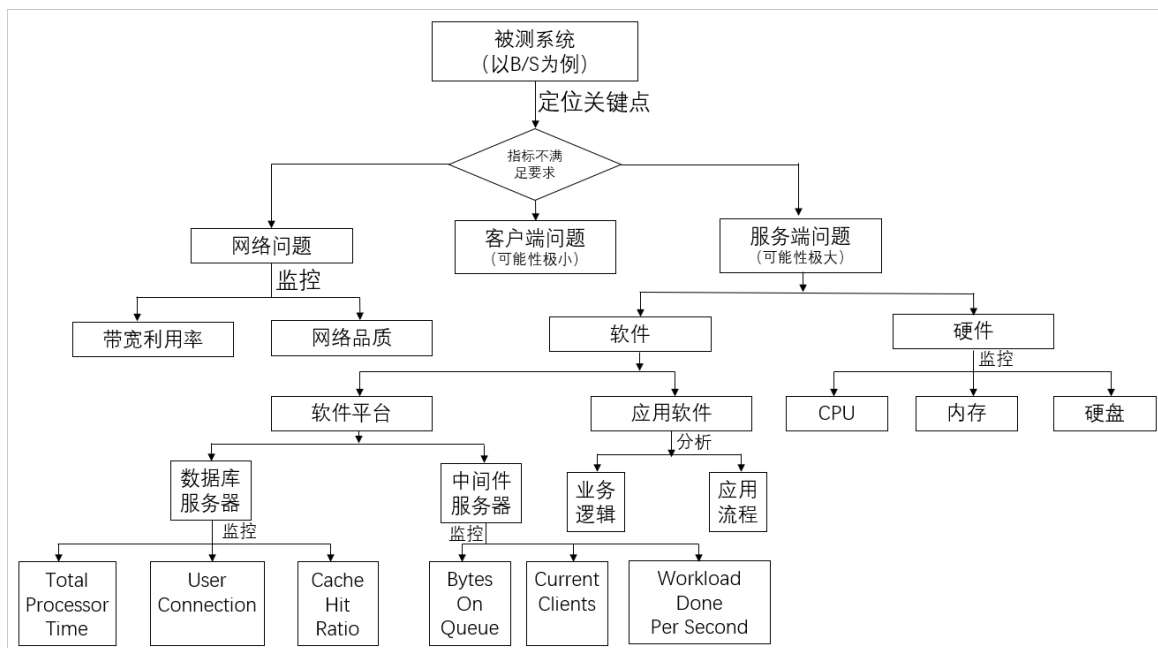 被测系统
（以B/S为例）
定位关键点
指标不满
足要求
网络问题
客户端问题
（可能性极小）
服务端问题
（可能性极大）
监控
带宽利用率
网络品质
软件
硬件
监控
软件平台
应用软件
CPU
内存
硬盘
分析
数据库
服务器
中间件
服务器
业务
逻辑
应用
流程
监控
监控
Total
Processor
Time
User
Connection
Cache
Hit
Ratio
Bytes
On
Queue
Current
Clients
Workload
Done
Per Second